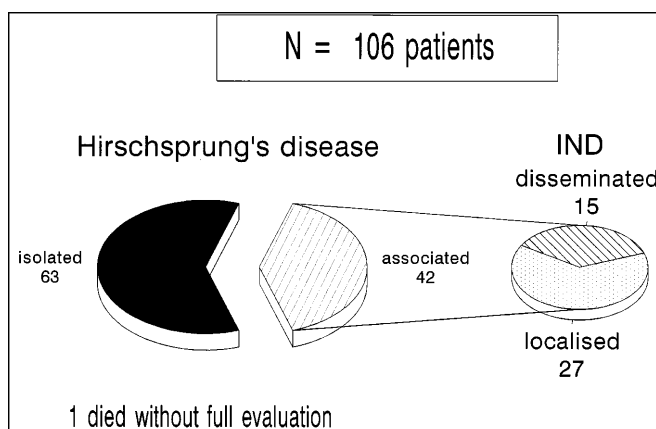 N = 106 patients
Hirschsprung's disease
IND
disseminated
15
isolated
63
associated
42
localised
27
1 died without full evaluation